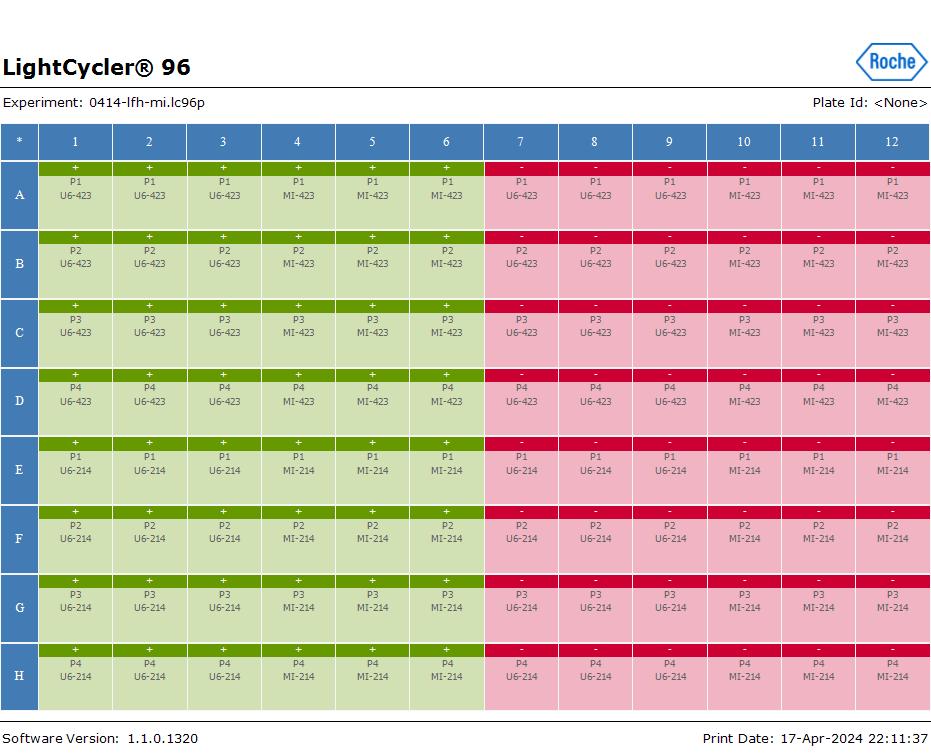 Roche
LightCycler® 96
Experiment: 0414-lfh-mi.lc96p Plate Id: <None>
* 1 2 3 4 5 6 7 8 9 10 11 12
+ + + + + + - - - - - -
A P1 P1 P1 P1 P1 P1 P1 P1 P1 P1 P1 P1
U6-423 U6-423 U6-423 MI-423 MI-423 MI-423 U6-423 U6-423 U6-423 MI-423 MI-423 MI-423
+ + + + + + - - - - - -
B P2 P2 P2 P2 P2 P2 P2 P2 P2 P2 P2 P2
U6-423 U6-423 U6-423 MI-423 MI-423 MI-423 U6-423 U6-423 U6-423 MI-423 MI-423 MI-423
+ + + + + + - - - - - -
C P3 P3 P3 P3 P3 P3 P3 P3 P3 P3 P3 P3
U6-423 U6-423 U6-423 MI-423 MI-423 MI-423 U6-423 U6-423 U6-423 MI-423 MI-423 MI-423
+ + + + + + - - - - - -
D P4 P4 P4 P4 P4 P4 P4 P4 P4 P4 P4 P4
U6-423 U6-423 U6-423 MI-423 MI-423 MI-423 U6-423 U6-423 U6-423 MI-423 MI-423 MI-423
+ + + + + + - - - - - -
E P1 P1 P1 P1 P1 P1 P1 P1 P1 P1 P1 P1
U6-214 U6-214 U6-214 MI-214 MI-214 MI-214 U6-214 U6-214 U6-214 MI-214 MI-214 MI-214
+ + + + + + - - - - - -
F P2 P2 P2 P2 P2 P2 P2 P2 P2 P2 P2 P2
U6-214 U6-214 U6-214 MI-214 MI-214 MI-214 U6-214 U6-214 U6-214 MI-214 MI-214 MI-214
+ + + + + + - - - - - -
G P3 P3 P3 P3 P3 P3 P3 P3 P3 P3 P3 P3
U6-214 U6-214 U6-214 MI-214 MI-214 MI-214 U6-214 U6-214 U6-214 MI-214 MI-214 MI-214
+ + + + + + - - - - - -
H P4 P4 P4 P4 P4 P4 P4 P4 P4 P4 P4 P4
U6-214 U6-214 U6-214 MI-214 MI-214 MI-214 U6-214 U6-214 U6-214 MI-214 MI-214 MI-214
Software Version: 1.1.0.1320 Print Date: 17-Apr-2024 22:11:37